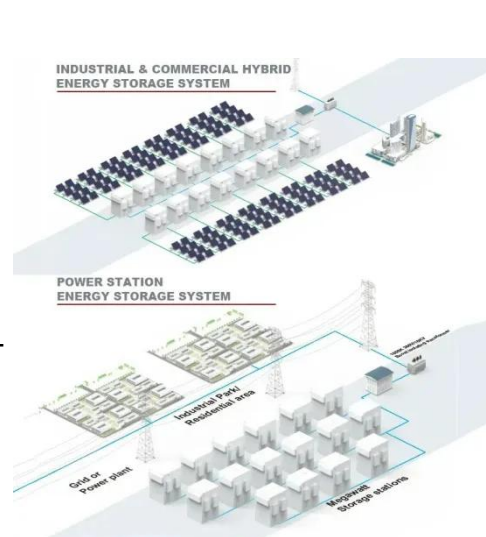 INDUSTRIAL & COMMERCIAL HYBRID
ENERGY STORAGE SYSTEM
POWER STATION
ENERGY STORAGE SYSTEM
Industrial Park/
Residential area
Grid or
Power plant
Megawatt
Storage stations